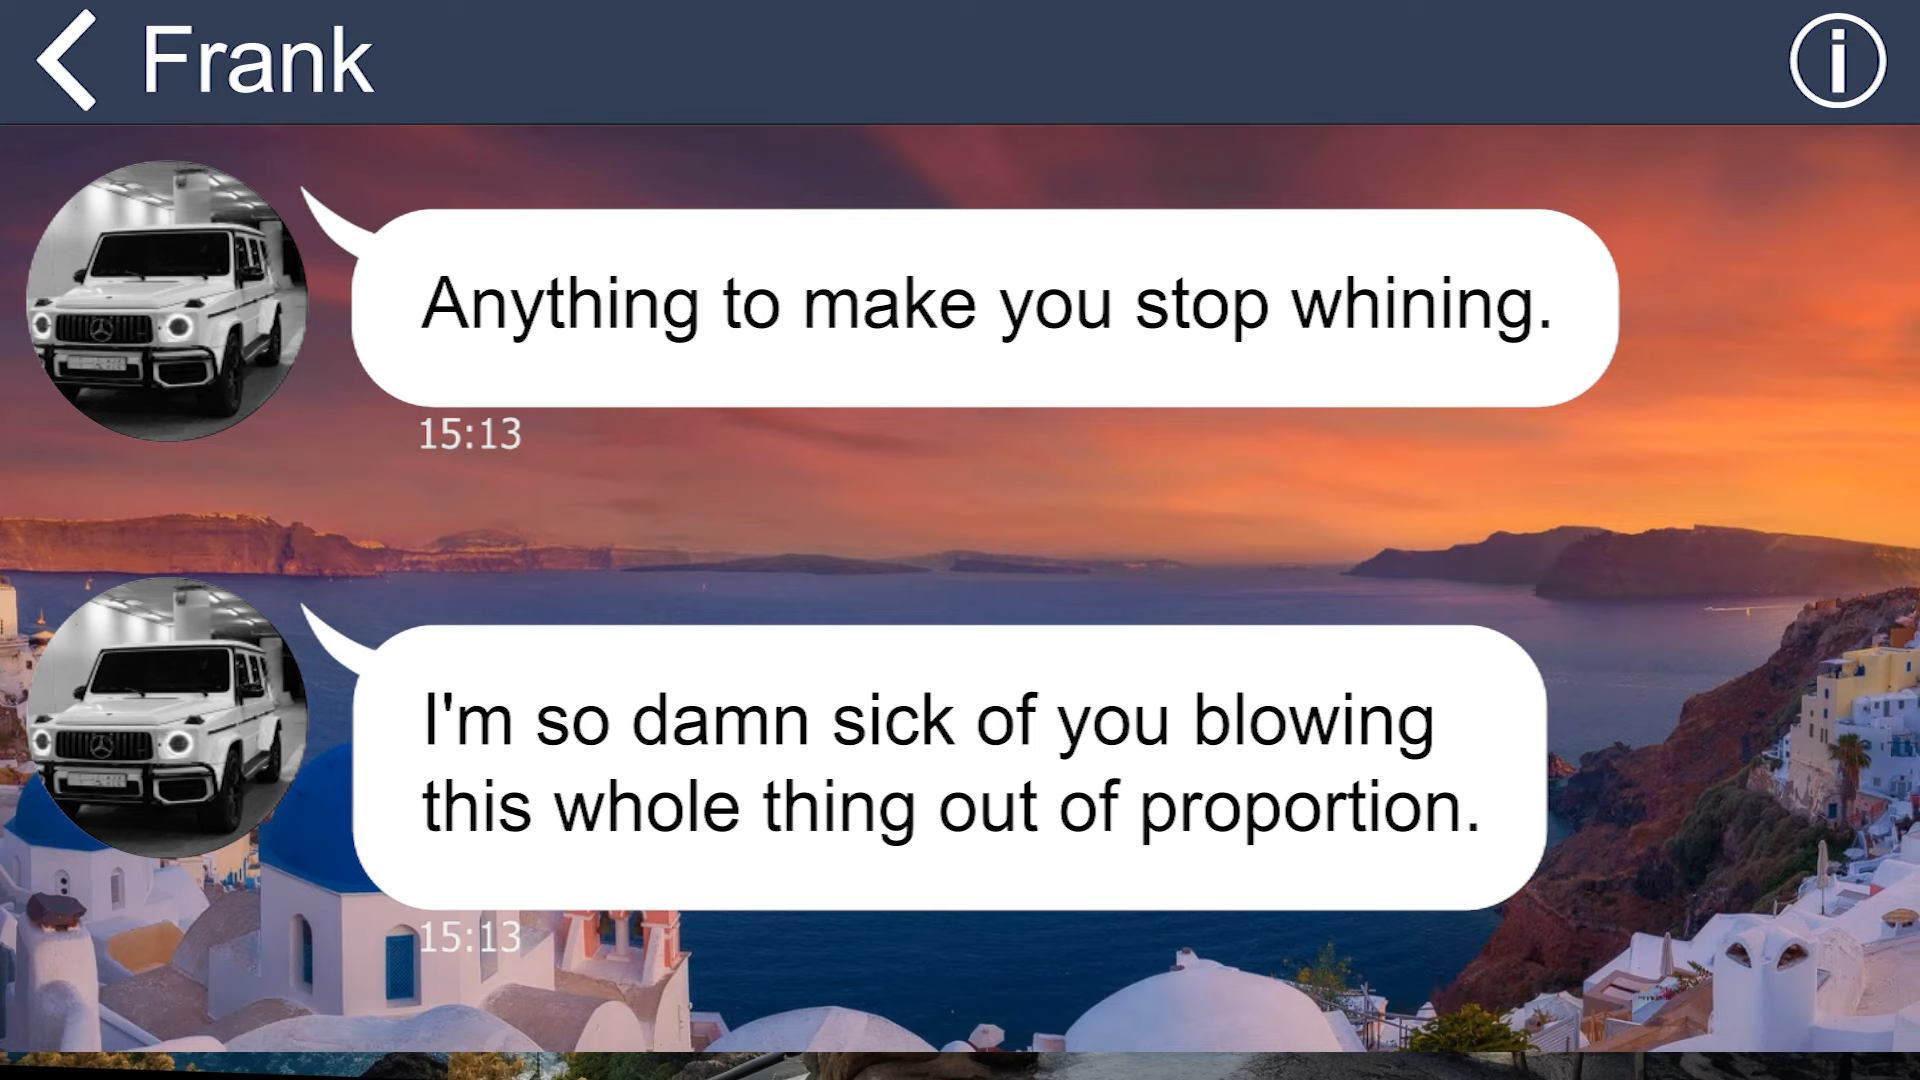 Frank
Anything to make you stop whining.
15:13
I'm so damn sick of you blowing
this whole thing out of proportion.
15:13